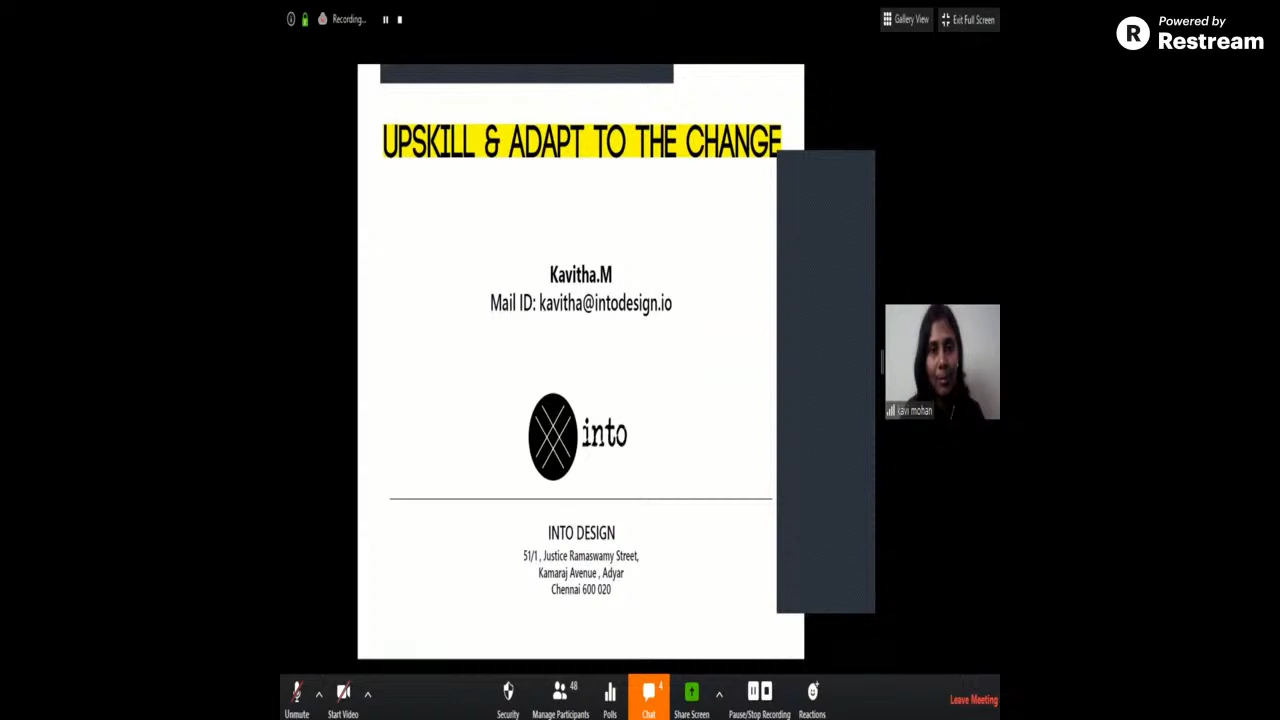 Recording...
Gallery View
Exit Full Screen
R
Powered by
Restream
UPSKILL & ADAPT TO THE CHANGE
Kavitha.M
Mail ID: kavitha@intodesign.io
into
INTO DESIGN
51/1 , Justice Ramaswamy Street,
Kamaraj Avenue , Adyar
Chennai 600 020
kavi mohan
48
4
Unmute
Start Video
Security
Manage Participants
Polls
Chat
Share Screen
Pause/Stop Recording
Reactions
Leave Meeting